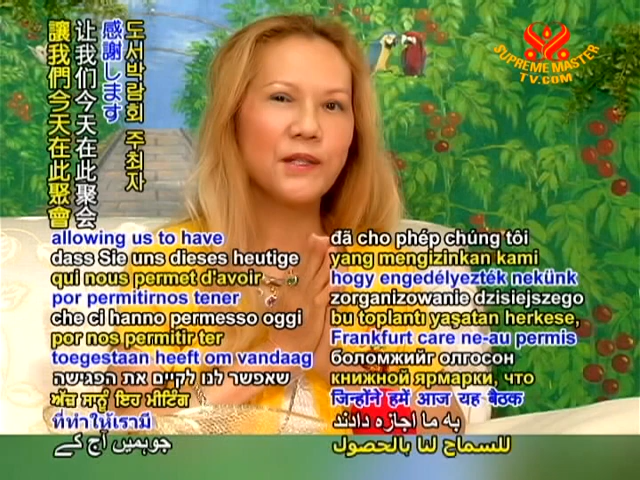 讓我們今天在此聚會
让我们今天在此聚会
感謝します
도서박람회 주최자
SUPREME MASTER
TV.COM
allowing us to have
dass Sie uns dieses heutige
qui nous permet d'avoir
por permitirnos tener
che ci hanno permesso oggi
por nos permitir ter
toegestaan heeft om vandaag
שאפשר לנו לקיים את הפגישה
ਅੱਜ ਸਾਨੂੰ ਇਹ ਮੀਟਿੰਗ
ที่ทำให้เรามี
جوہمیں آج کے
đã cho phép chúng tôi
yang mengizinkan kami
hogy engedélyezték nekünk
zorganizowanie dzisiejszego
bu toplantı yaşatan herkese,
Frankfurt care ne-au permis
боломжийг олгосон
книжной ярмарки, что
जिन्होंने हमें आज यह बैठक
به ما اجازه دادند
للسماح لنا بالحصول